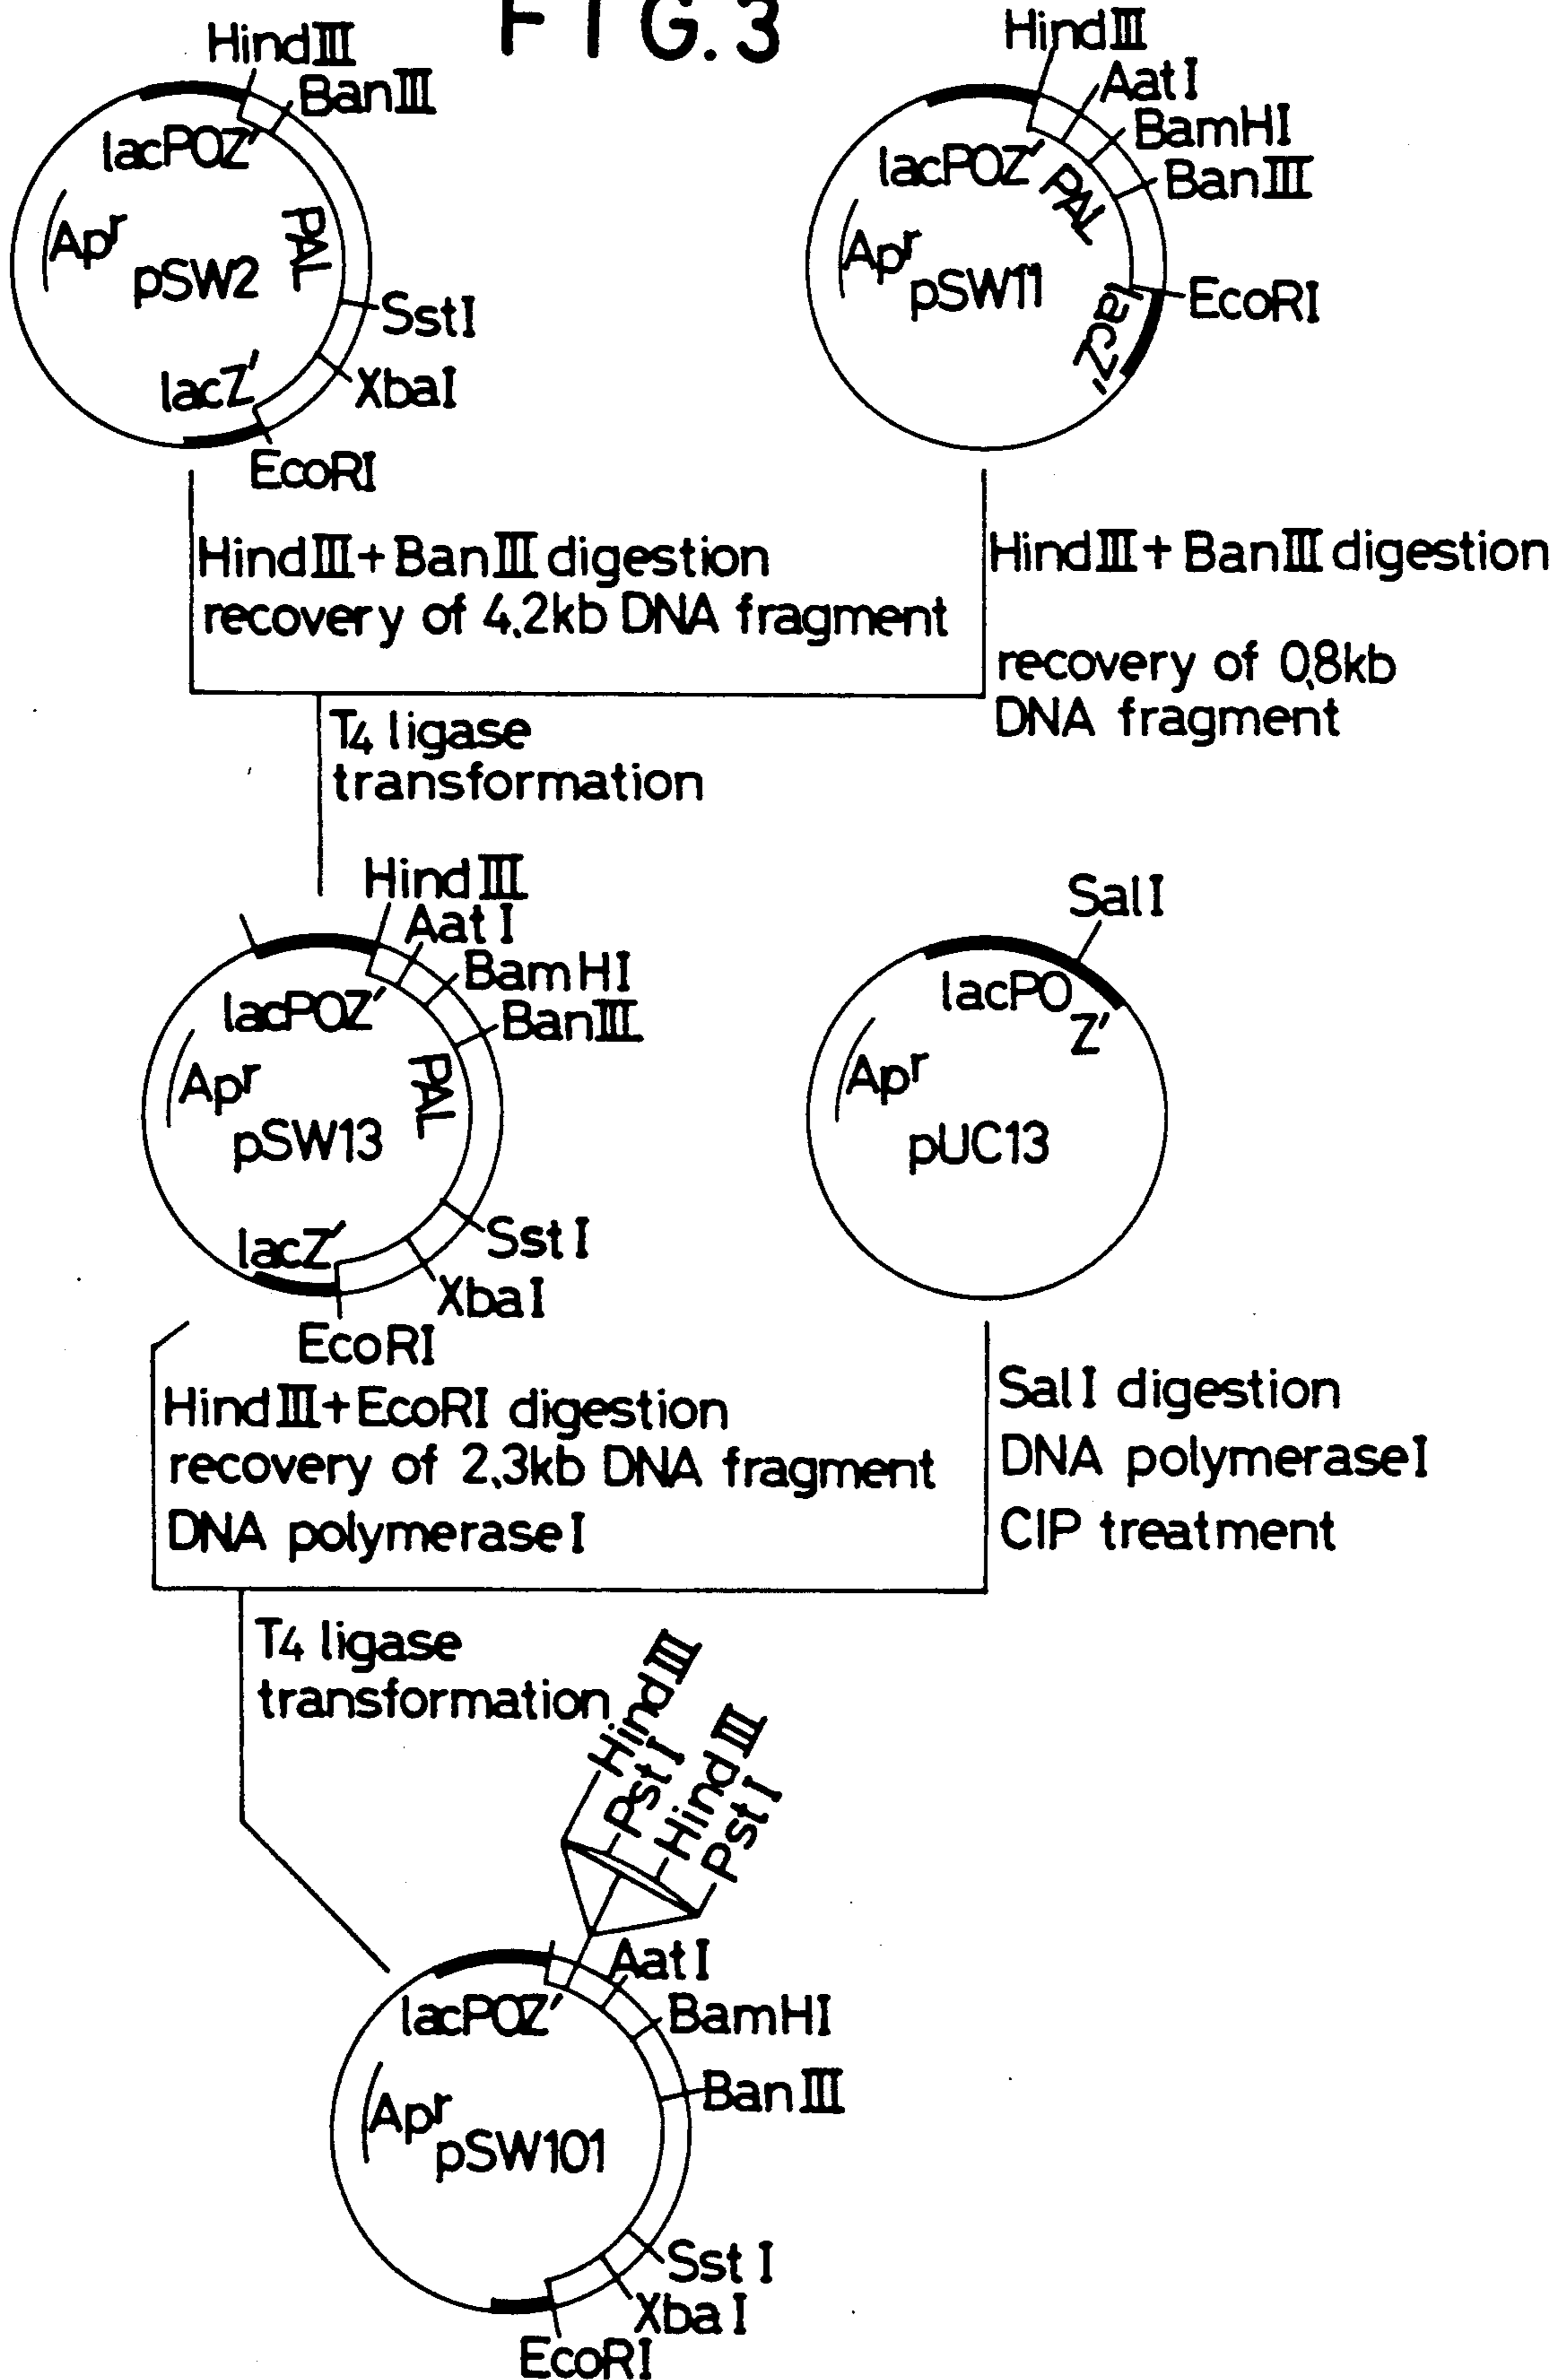 FIG.3
HindIII
BanIII
lacPOZ'
Apr
pSW2
PAL
SstI
XbaI
lacZ'
EcoRI
HindIII
AatI
BamHI
BanIII
lacPOZ'
PAL
Apr
pSW11
EcoRI
lacZ'
HindIII+BanIII digestion
recovery of 4.2kb DNA fragment
HindIII+BanIII digestion
recovery of 0.8kb
DNA fragment
T4 ligase
transformation
HindIII
AatI
BamHI
BanIII
lacPOZ'
Apr
PAL
pSW13
lacZ'
SstI
XbaI
EcoRI
SalI
lacPO
Z'
Apr
pUC13
HindIII+EcoRI digestion
recovery of 2.3kb DNA fragment
DNA polymeraseI
SalI digestion
DNA polymeraseI
CIP treatment
T4 ligase
transformation
HindIII
PstI
HindIII
PstI
AatI
lacPOZ'
BamHI
BanIII
Apr
pSW101
SstI
XbaI
EcoRI